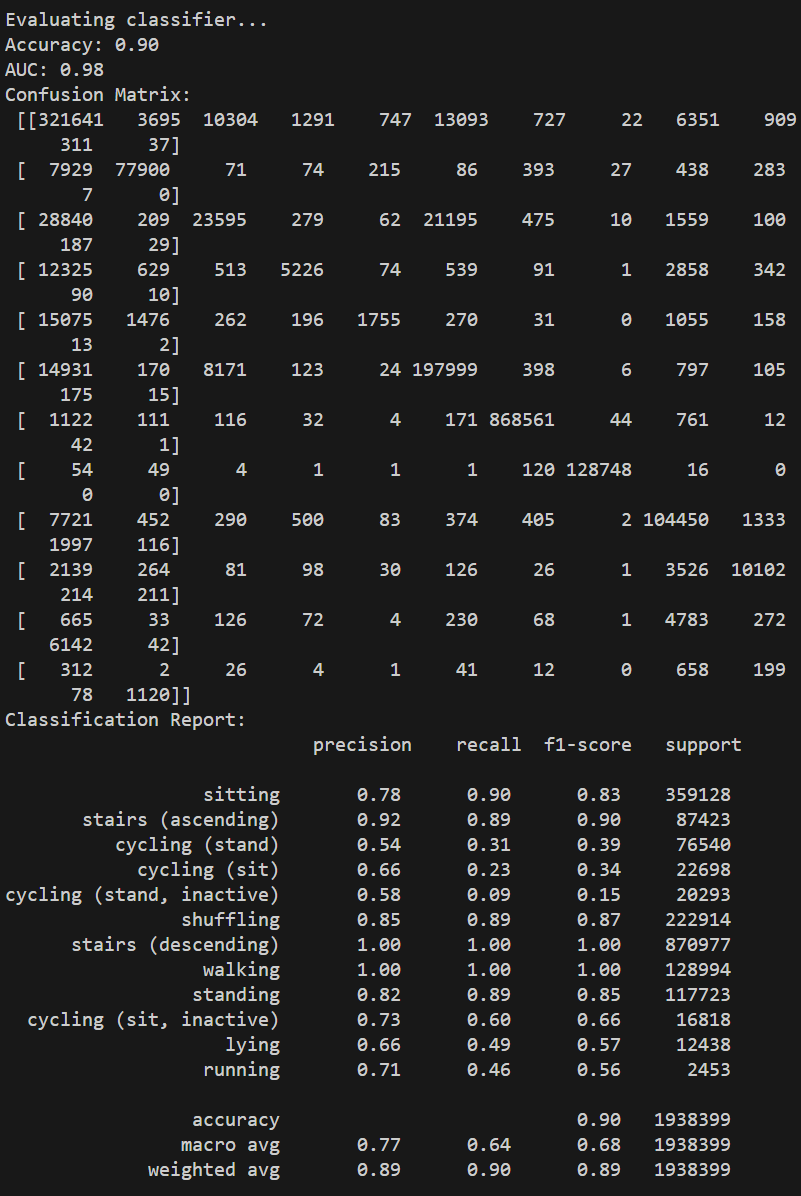 Evaluating classifier...
Accuracy: 0.90
AUC: 0.98
Confusion Matrix:
 [[321641   3695  10304   1291    747  13093    727     22   6351    909
     311     37]
 [  7929  77900     71     74    215     86    393     27    438    283
       7      0]
 [ 28840    209  23595    279     62  21195    475     10   1559    100
     187     29]
 [ 12325    629    513   5226     74    539     91      1   2858    342
      90     10]
 [ 15075   1476    262    196   1755    270     31      0   1055    158
      13      2]
 [ 14931    170   8171    123     24 197999    398      6    797    105
     175     15]
 [  1122    111    116     32      4    171 868561     44    761     12
      42      1]
 [    54     49      4      1      1      1    120 128748     16      0
       0      0]
 [  7721    452    290    500     83    374    405      2 104450   1333
    1997    116]
 [  2139    264     81     98     30    126     26      1   3526  10102
     214    211]
 [   665     33    126     72      4    230     68      1   4783    272
    6142     42]
 [   312      2     26      4      1     41     12      0    658    199
      78   1120]]
Classification Report:
                            precision    recall  f1-score   support

                  sitting       0.78      0.90      0.83    359128
       stairs (ascending)       0.92      0.89      0.90     87423
          cycling (stand)       0.54      0.31      0.39     76540
            cycling (sit)       0.66      0.23      0.34     22698
cycling (stand, inactive)       0.58      0.09      0.15     20293
                shuffling       0.85      0.89      0.87    222914
      stairs (descending)       1.00      1.00      1.00    870977
                  walking       1.00      1.00      1.00    128994
                 standing       0.82      0.89      0.85    117723
  cycling (sit, inactive)       0.73      0.60      0.66     16818
                    lying       0.66      0.49      0.57     12438
                  running       0.71      0.46      0.56      2453

                 accuracy                           0.90   1938399
                macro avg       0.77      0.64      0.68   1938399
             weighted avg       0.89      0.90      0.89   1938399